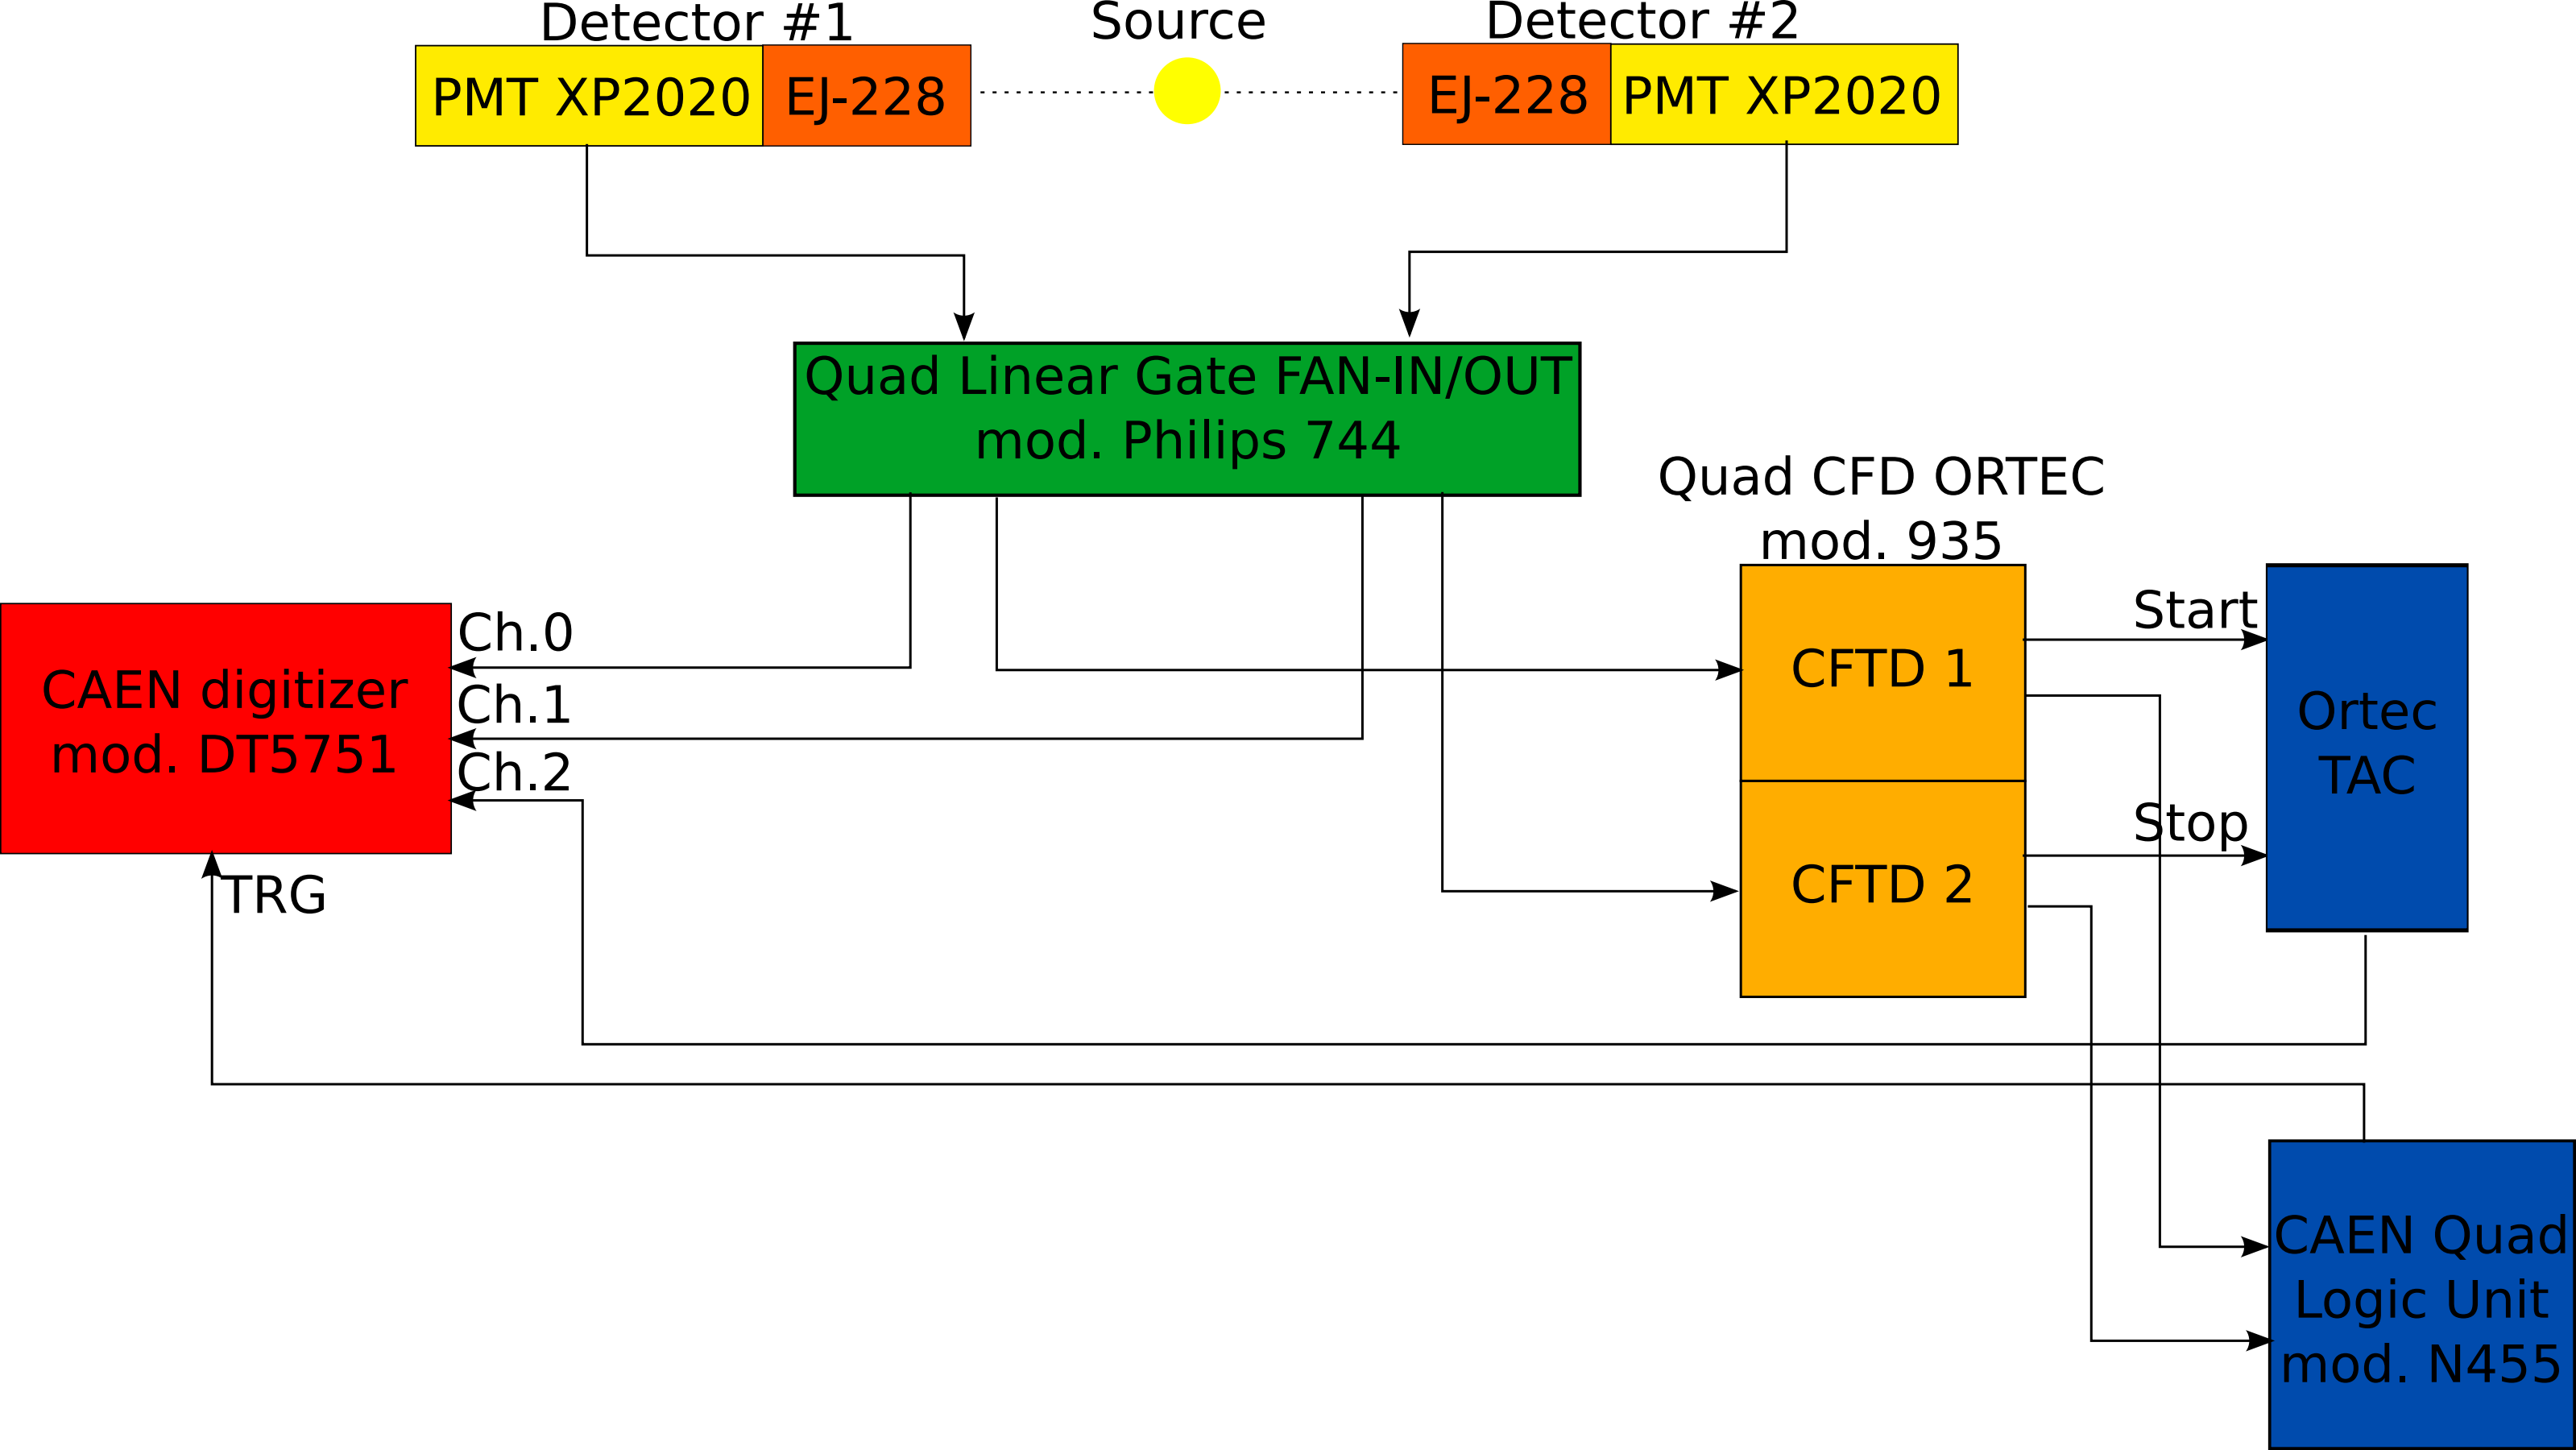 Detector #1
Source
Detector #2
PMT XP2020
EJ-228
EJ-228
PMT XP2020
Quad Linear Gate FAN-IN/OUT
mod. Philips 744
Quad CFD ORTEC
mod. 935
CAEN digitizer
mod. DT5751
Ch.0
Ch.1
Ch.2
TRG
CFTD 1
CFTD 2
Start
Stop
Ortec
TAC
CAEN Quad
Logic Unit
mod. N455